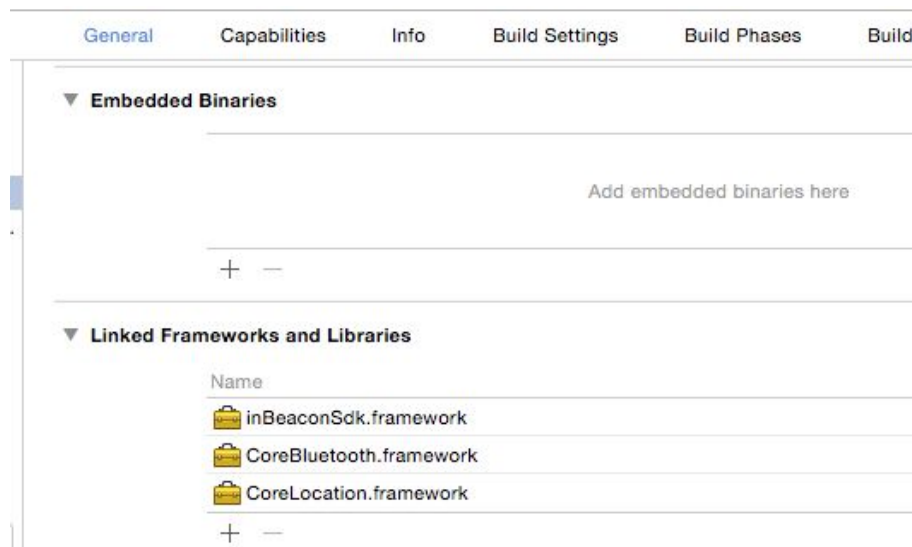 General Capabilities Info Build Settings Build Phases Build
Embedded Binaries
Add embedded binaries here
Linked Frameworks and Libraries
Name
inBeaconSdk.framework
CoreBluetooth.framework
CoreLocation.framework